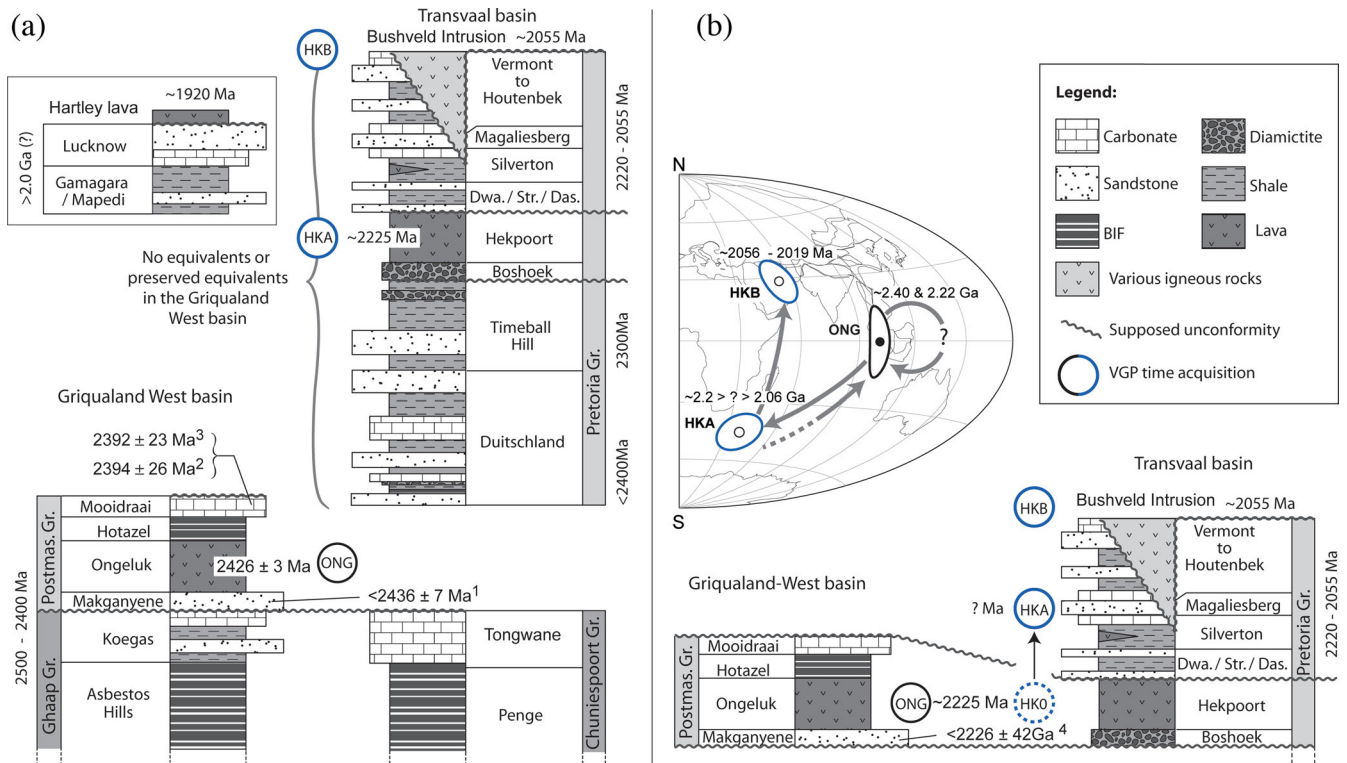 (a)
Transvaal basin
Bushveld Intrusion ~2055 Ma
HKB
~1920 Ma
Hartley lava
Lucknow
Gamagara
/ Mapedi
>2.0 Ga (?)
Vermont
to
Houtenbek
Magaliesberg
Silverton
Dwa./ Str./ Das.
2220 - 2055 Ma
HKA
~2225 Ma
Hekpoort
Boshoek
No equivalents or
preserved equivalents
in the Griqualand
West basin
Timeball
Hill
2300Ma
Pretoria Gr.
Duitschland
<2400Ma
Griqualand West basin
2392 ± 23 Ma³
2394 ± 26 Ma²
Mooidraai
Hotazel
Ongeluk
2426 ± 3 Ma
ONG
Makganyene
<2436 ± 7 Ma¹
Postmas. Gr.
2500 - 2400 Ma
Koegas
Asbestos
Hills
Ghaap Gr.
Tongwane
Penge
Chuniesport Gr.
(b)
N
~2056 - 2019 Ma
HKB
~2.40 & 2.22 Ga
ONG
?
~2.2 > ? > 2.06 Ga
HKA
S
Legend:
Carbonate
Diamictite
Sandstone
Shale
BIF
Lava
Various igneous rocks
Supposed unconformity
VGP time acquisition
Transvaal basin
Bushveld Intrusion ~2055 Ma
HKB
Vermont
to
Houtenbek
Griqualand-West basin
? Ma
HKA
Magaliesberg
Silverton
Dwa./ Str./ Das.
Pretoria Gr.
2220 - 2055 Ma
Postmas. Gr.
Mooidraai
Hotazel
Ongeluk
ONG
~2225 Ma
HK0
Hekpoort
Makganyene
<2226 ± 42Ga ⁴
Boshoek